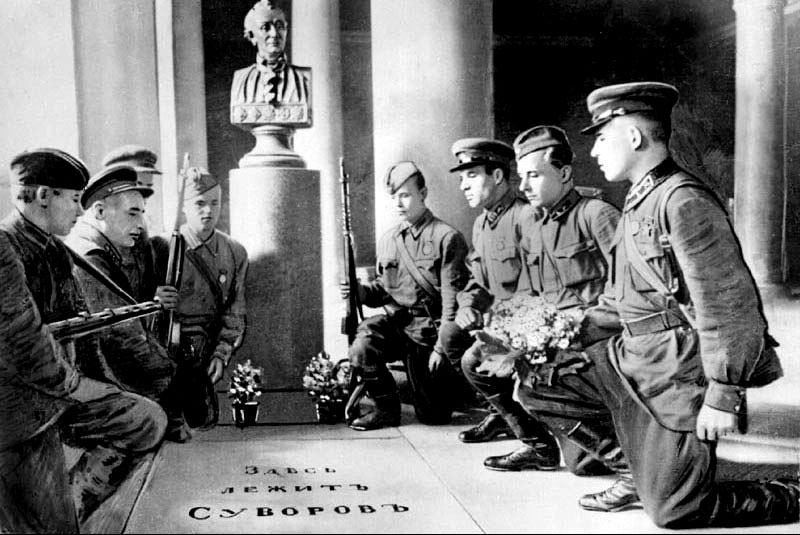 Здѣсь
лежитъ
Суворовъ